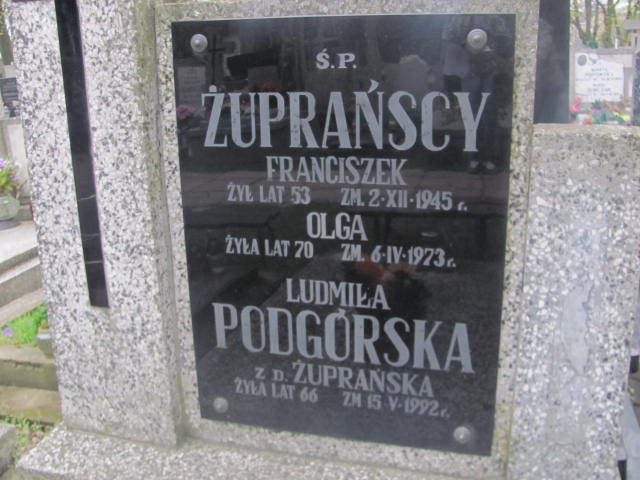 Ś.P.
ŻUPRAŃSCY
FRANCISZEK
ŻYŁ LAT 53 ZM. 2·XII·1945 r.
OLGA
ŻYŁA LAT 70 ZM. 6·IV·1973 r.
LUDMIŁA
PODGÓRSKA
Z D. ŻUPRAŃSKA
ŻYŁA LAT 66 ZM 15·V·1992 r.